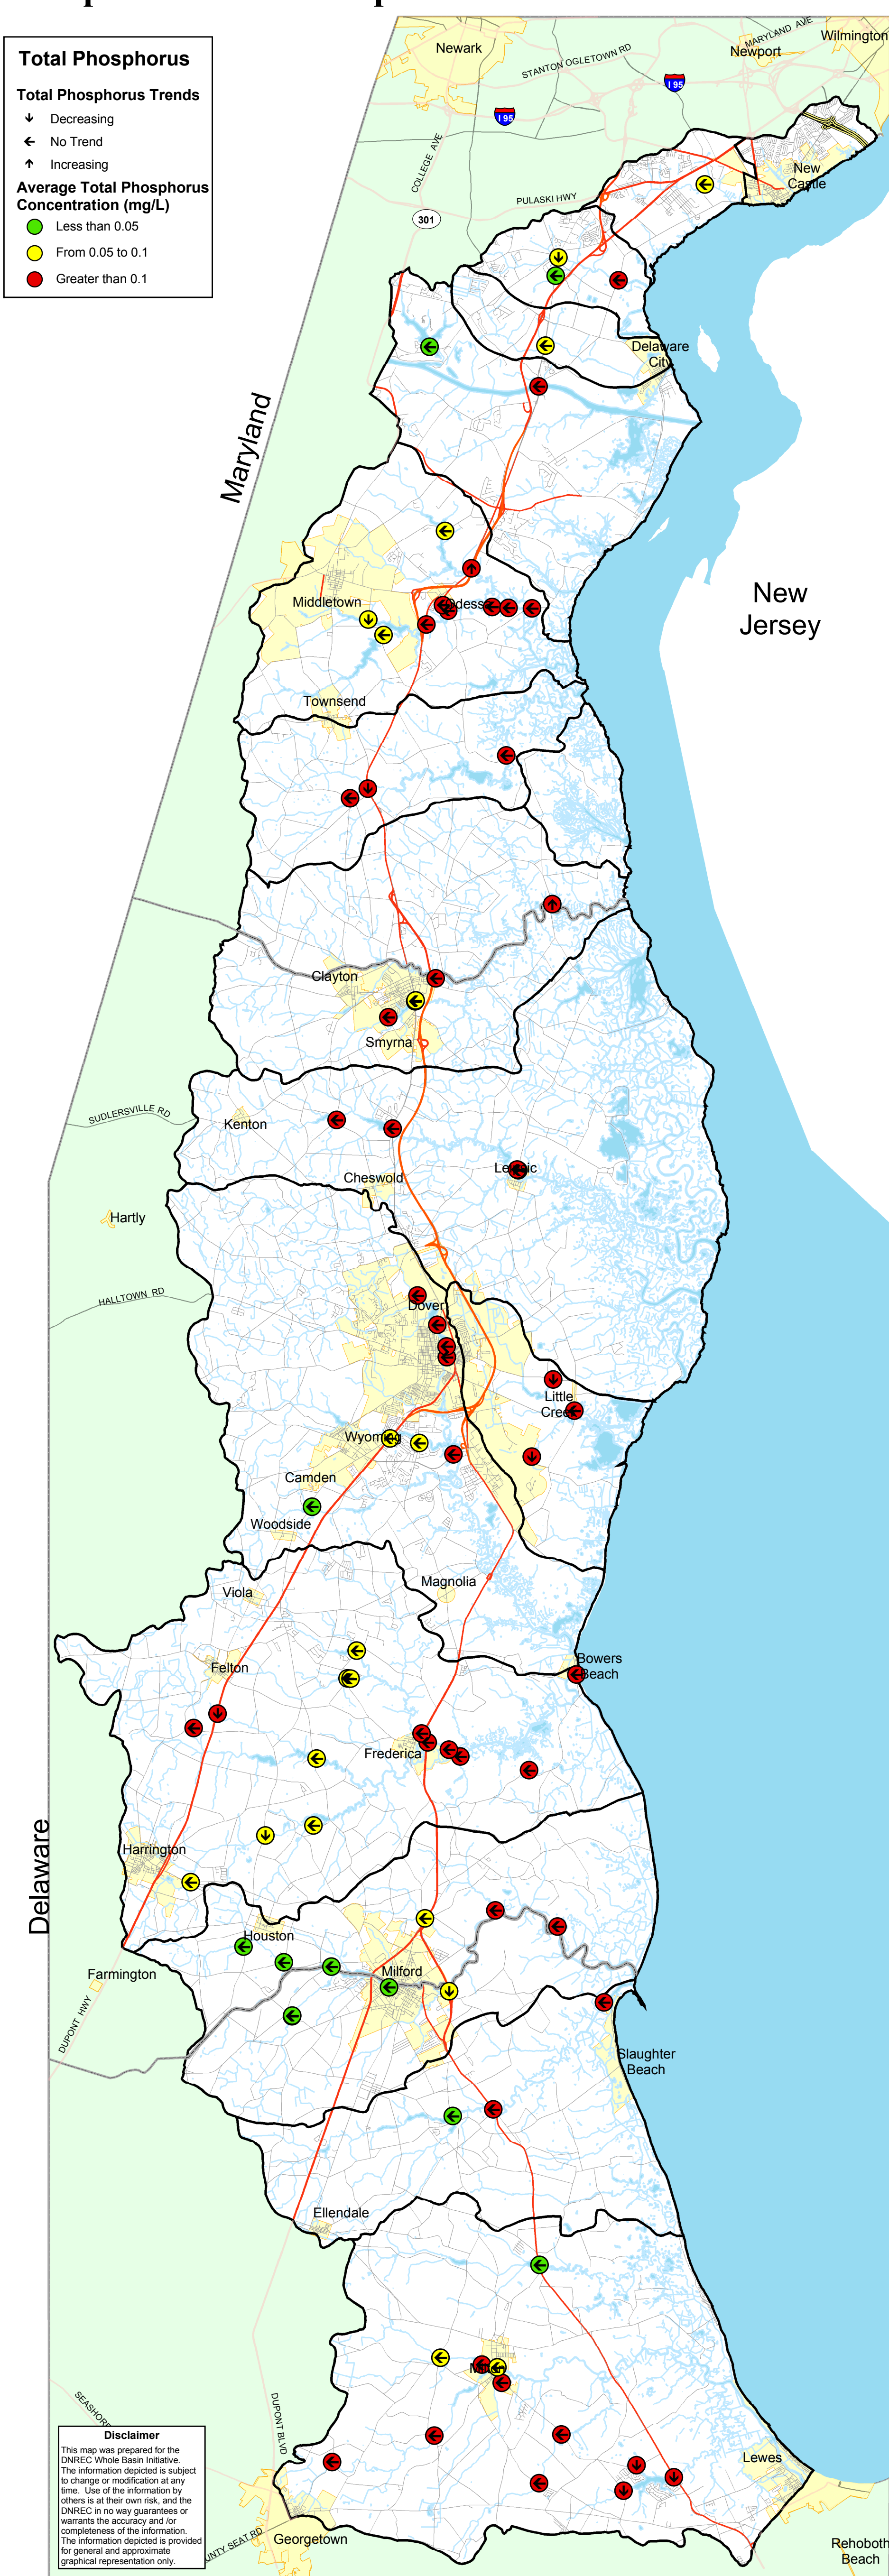 Total Phosphorus
Total Phosphorus Trends
Decreasing
No Trend
Increasing
Average Total Phosphorus
Concentration (mg/L)
Less than 0.05
From 0.05 to 0.1
Greater than 0.1
Newark
STANTON OGLETOWN RD
MARYLAND AVE
Newport
Wilmington
I 95
I 95
COLLEGE AVE
New
Castle
PULASKI HWY
301
Delaware
City
Maryland
New
Jersey
Middletown
Odess
Townsend
Clayton
Smyrna
SUDLERSVILLE RD
Kenton
Cheswold
Hartly
HALLTOWN RD
Dover
Little
Wyoming
Camden
Woodside
Viola
Magnolia
Felton
Bowers
Beach
Frederica
Delaware
Harrington
Houston
Farmington
Milford
DUPONT HWY
Slaughter
Beach
Ellendale
SEASHORE
DUPONT BLVD
Lewes
Georgetown
UNTY SEAT RD
Rehoboth
Beach
Disclaimer
This map was prepared for the
DNREC Whole Basin Initiative.
The information depicted is subject
to change or modification at any
time. Use of the information by
others is at their own risk, and the
DNREC in no way guarantees or
warrants the accuracy and /or
completeness of the information.
The information depicted is provided
for general and approximate
graphical representation only.